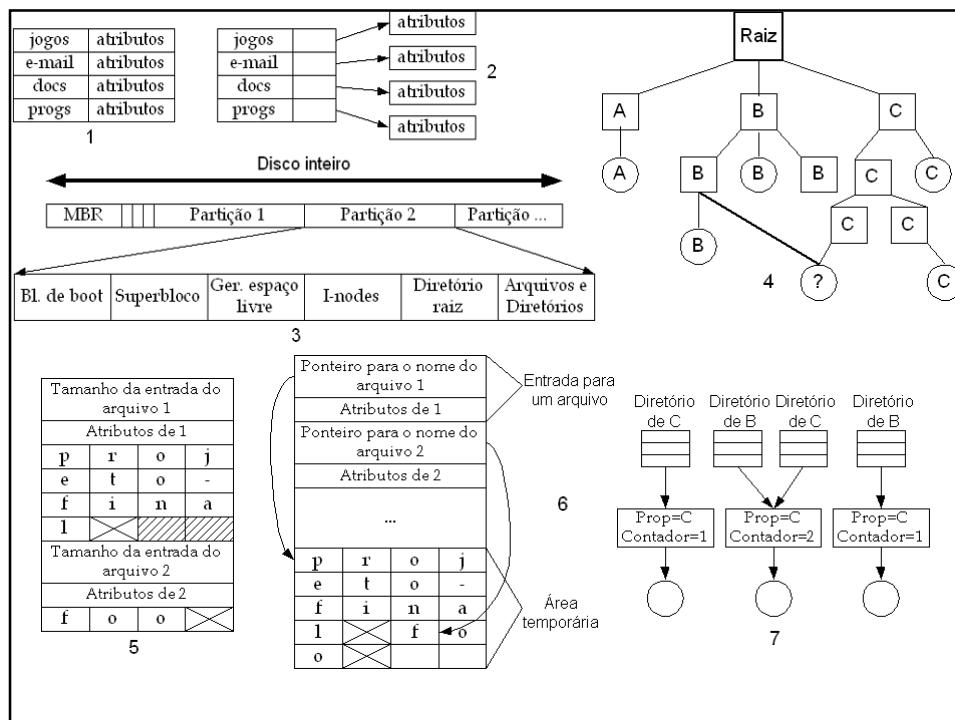 jogos atributos
e-mail atributos
docs atributos
progs atributos
1
jogos
e-mail
docs
progs
atributos
atributos
atributos
atributos
2
Disco inteiro
MBR Partição 1 Partição 2 Partição ...
Bl. de boot Superbloco Ger. espaço livre I-nodes Diretório raiz Arquivos e Diretórios
3
Raiz
A B C
A B B B C C
B C C
? C
4
Tamanho da entrada do
arquivo 1
Atributos de 1
p r o j
e t o -
f i n a
l
Tamanho da entrada do
arquivo 2
Atributos de 2
f o o
5
Ponteiro para o nome do
arquivo 1
Atributos de 1
Ponteiro para o nome do
arquivo 2
Atributos de 2
...
p r o j
e t o -
f i n a
l f o
o
Entrada para
um arquivo
Área
temporária
6
Diretório de C
Diretório de B
Diretório de C
Diretório de B
Prop=C
Contador=1
Prop=C
Contador=2
Prop=C
Contador=1
7